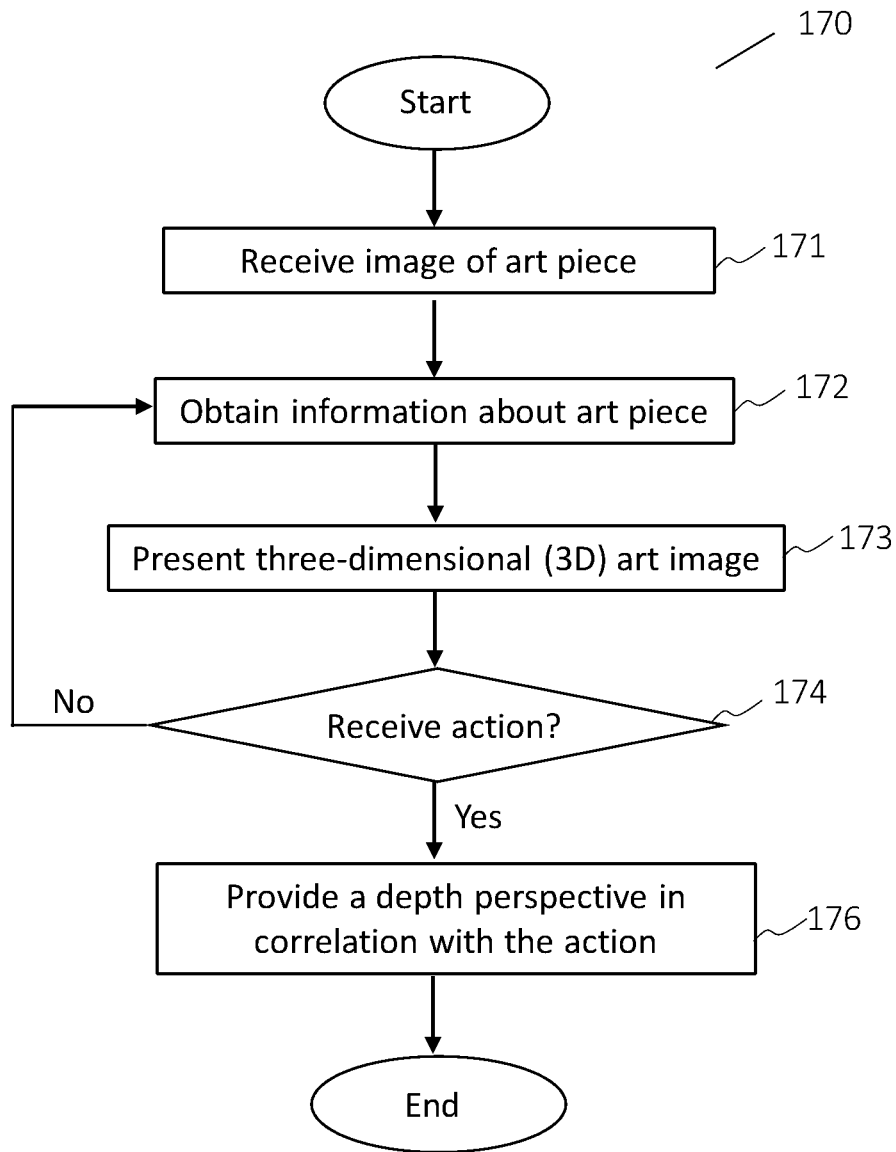 170
Start
Receive image of art piece
171
Obtain information about art piece
172
Present three-dimensional (3D) art image
173
Receive action?
174
No
Yes
Provide a depth perspective in
correlation with the action
176
End